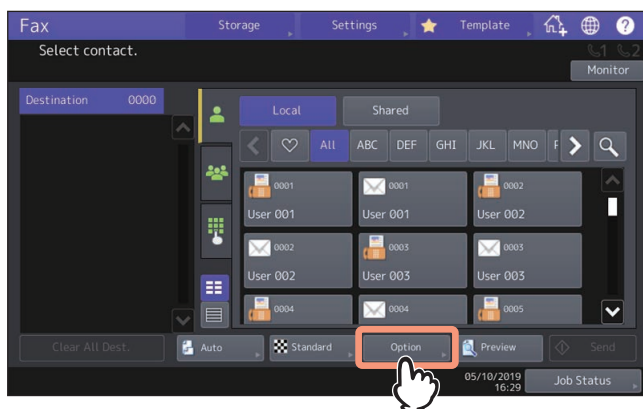 Fax
Storage
Settings
Template
?
Select contact.
1 2
Monitor
Destination 0000
Local
Shared
All
ABC
DEF
GHI
JKL
MNO
0001
User 001
0001
User 001
0002
User 002
0002
User 002
0003
User 003
0003
User 003
0004
0004
0005
Clear All Dest.
Auto
Standard
Option
Preview
Send
05/10/2019
16:29
Job Status